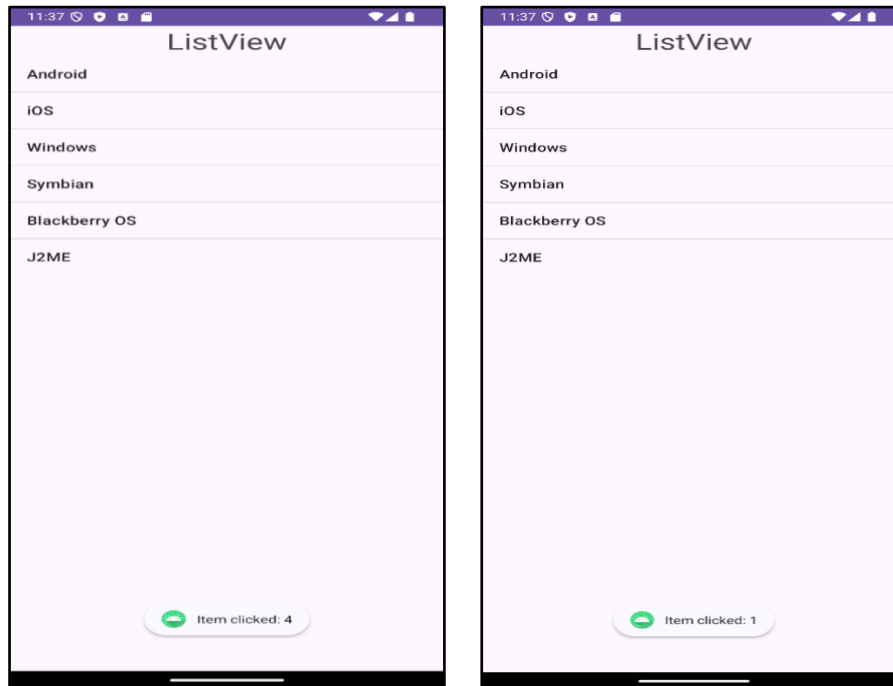 11:37
ListView
Android
iOS
Windows
Symbian
Blackberry OS
J2ME
Item clicked: 4
11:37
ListView
Android
iOS
Windows
Symbian
Blackberry OS
J2ME
Item clicked: 1